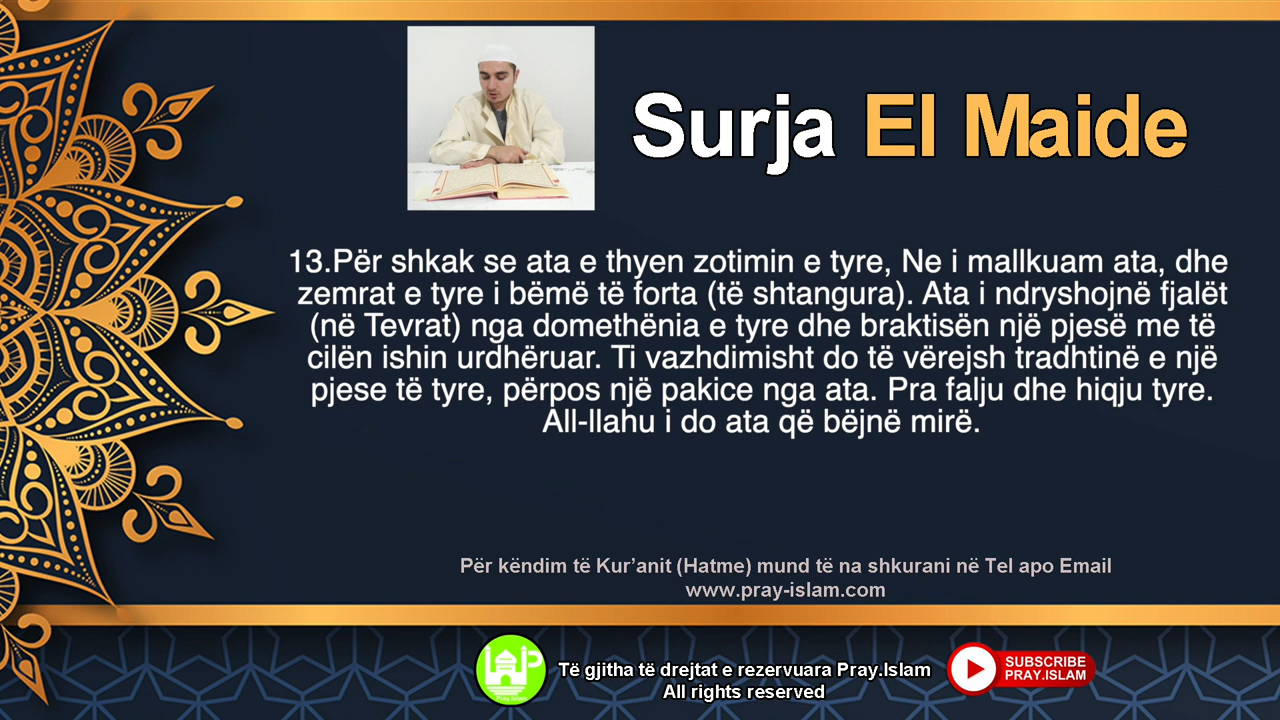 Surja El Maide
13.Për shkak se ata e thyen zotimin e tyre, Ne i mallkuam ata, dhe
zemrat e tyre i bëmë të forta (të shtangura). Ata i ndryshojnë fjalët
(në Tevrat) nga domethënia e tyre dhe braktisën një pjesë me të
cilën ishin urdhëruar. Ti vazhdimisht do të vërejsh tradhtinë e një
pjese të tyre, përpos një pakice nga ata. Pra falju dhe hiqju tyre.
All-llahu i do ata që bëjnë mirë.
Për këndim të Kur’anit (Hatme) mund të na shkurani në Tel apo Email
www.pray-islam.com
Pray.Islam
Të gjitha të drejtat e rezervuara Pray.Islam
All rights reserved
SUBSCRIBE
PRAY.ISLAM